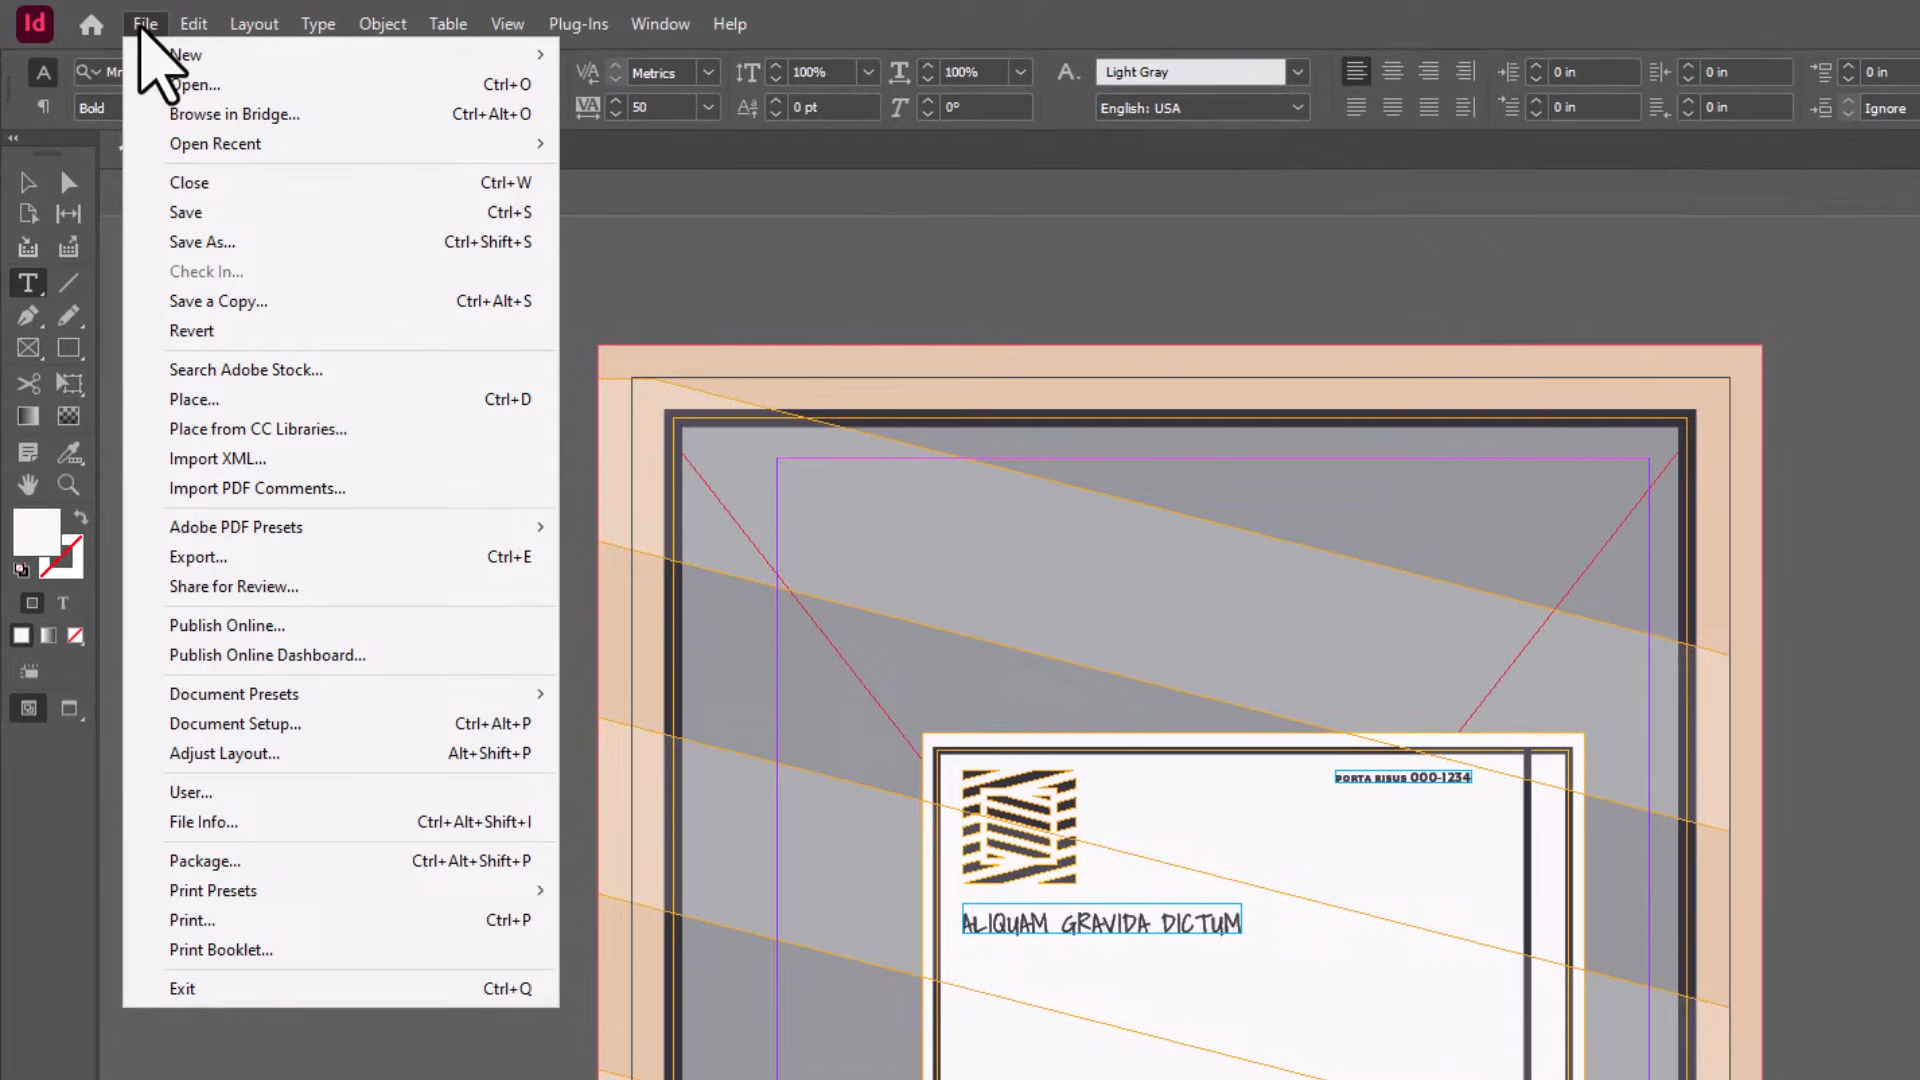 Id File Edit Layout Type Object Table View Plug-Ins Window Help
A Metrics 100% 100% A. Light Gray 0 in 0 in 0 in
Bold 50 0 pt 0° English: USA 0 in 0 in Ignore
New
Open... Ctrl+O
Browse in Bridge... Ctrl+Alt+O
Open Recent
Close Ctrl+W
Save Ctrl+S
Save As... Ctrl+Shift+S
Check In...
Save a Copy... Ctrl+Alt+S
Revert
Search Adobe Stock...
Place... Ctrl+D
Place from CC Libraries...
Import XML...
Import PDF Comments...
Adobe PDF Presets
Export... Ctrl+E
Share for Review...
Publish Online...
Publish Online Dashboard...
Document Presets
Document Setup... Ctrl+Alt+P
Adjust Layout... Alt+Shift+P
User...
File Info... Ctrl+Alt+Shift+I
Package... Ctrl+Alt+Shift+P
Print Presets
Print... Ctrl+P
Print Booklet...
Exit Ctrl+Q
PORTA RISUS 000-1234
ALIQUAM GRAVIDA DICTUM